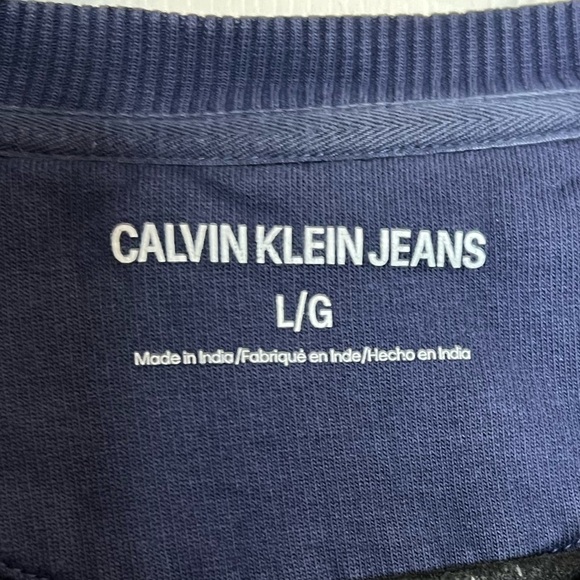 CALVIN KLEIN JEANS
L/G
Made in India/Fabriquè en Inde/Hecho en India